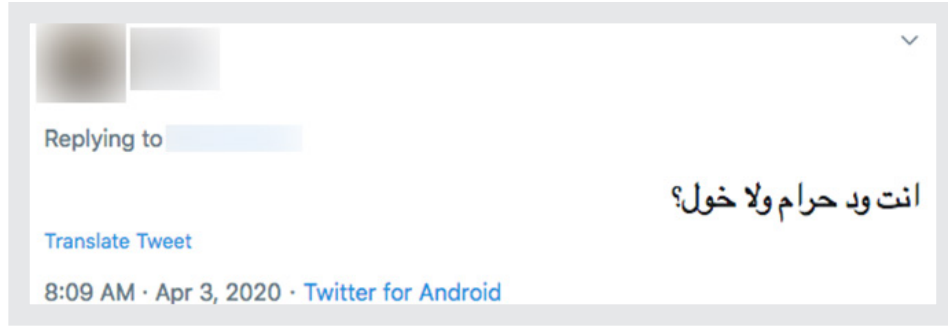 Replying to
انت ود حرام ولا خول؟
Translate Tweet
8:09 AM · Apr 3, 2020 · Twitter for Android